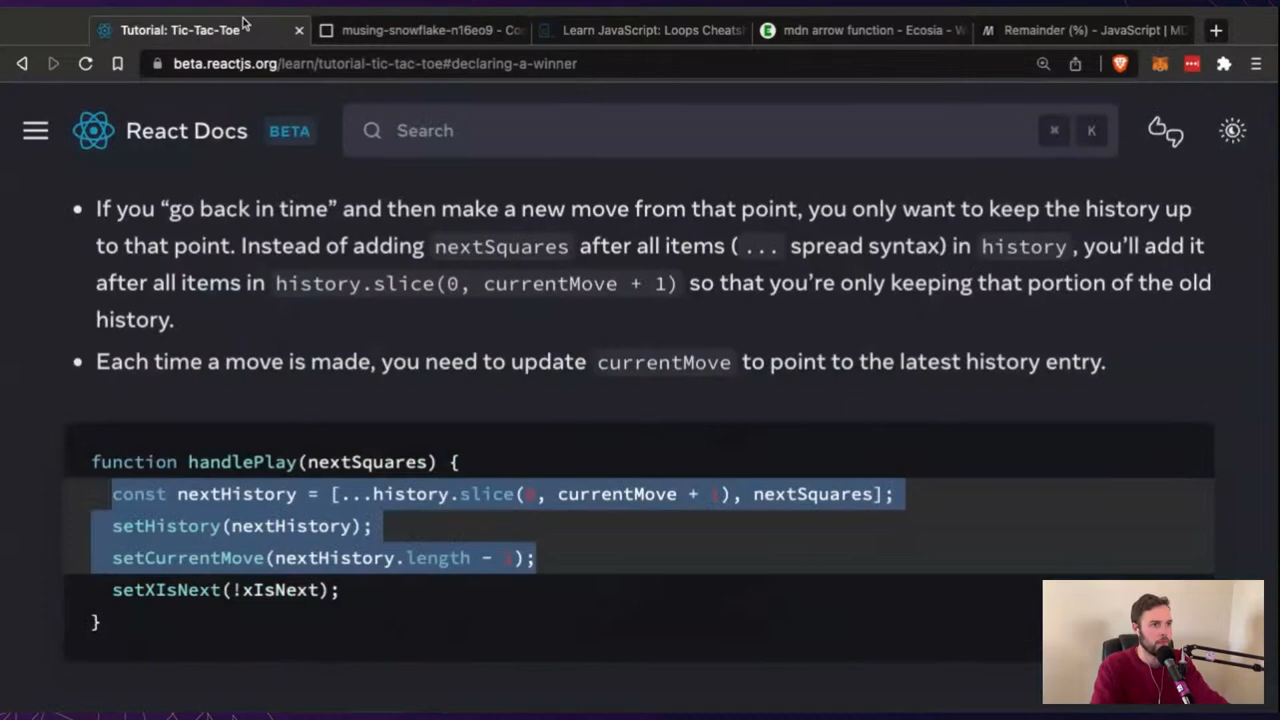 Tutorial: Tic-Tac-Toe
musing-snowflake-n16eo9 - Co
Learn JavaScript: Loops Cheats
mdn arrow function - Ecosia - W
Remainder (%) - JavaScript | MD
beta.reactjs.org/learn/tutorial-tic-tac-toe#declaring-a-winner
React Docs BETA Search ⌘ K
• If you “go back in time” and then make a new move from that point, you only want to keep the history up
to that point. Instead of adding nextSquares after all items (... spread syntax) in history, you’ll add it
after all items in history.slice(0, currentMove + 1) so that you’re only keeping that portion of the old
history.
• Each time a move is made, you need to update currentMove to point to the latest history entry.
function handlePlay(nextSquares) {
const nextHistory = [...history.slice(0, currentMove + 1), nextSquares];
setHistory(nextHistory);
setCurrentMove(nextHistory.length - 1);
setXIsNext(!xIsNext);
}